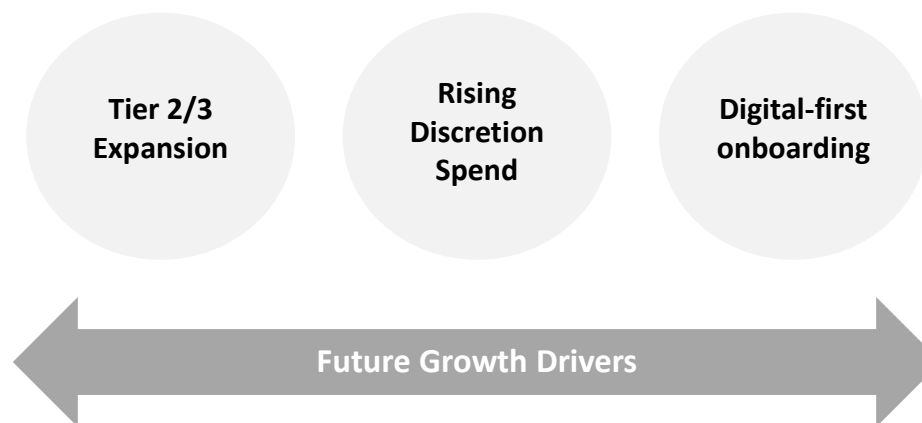 Tier 2/3
Expansion
Rising
Discretion
Spend
Digital-first
onboarding
Future Growth Drivers